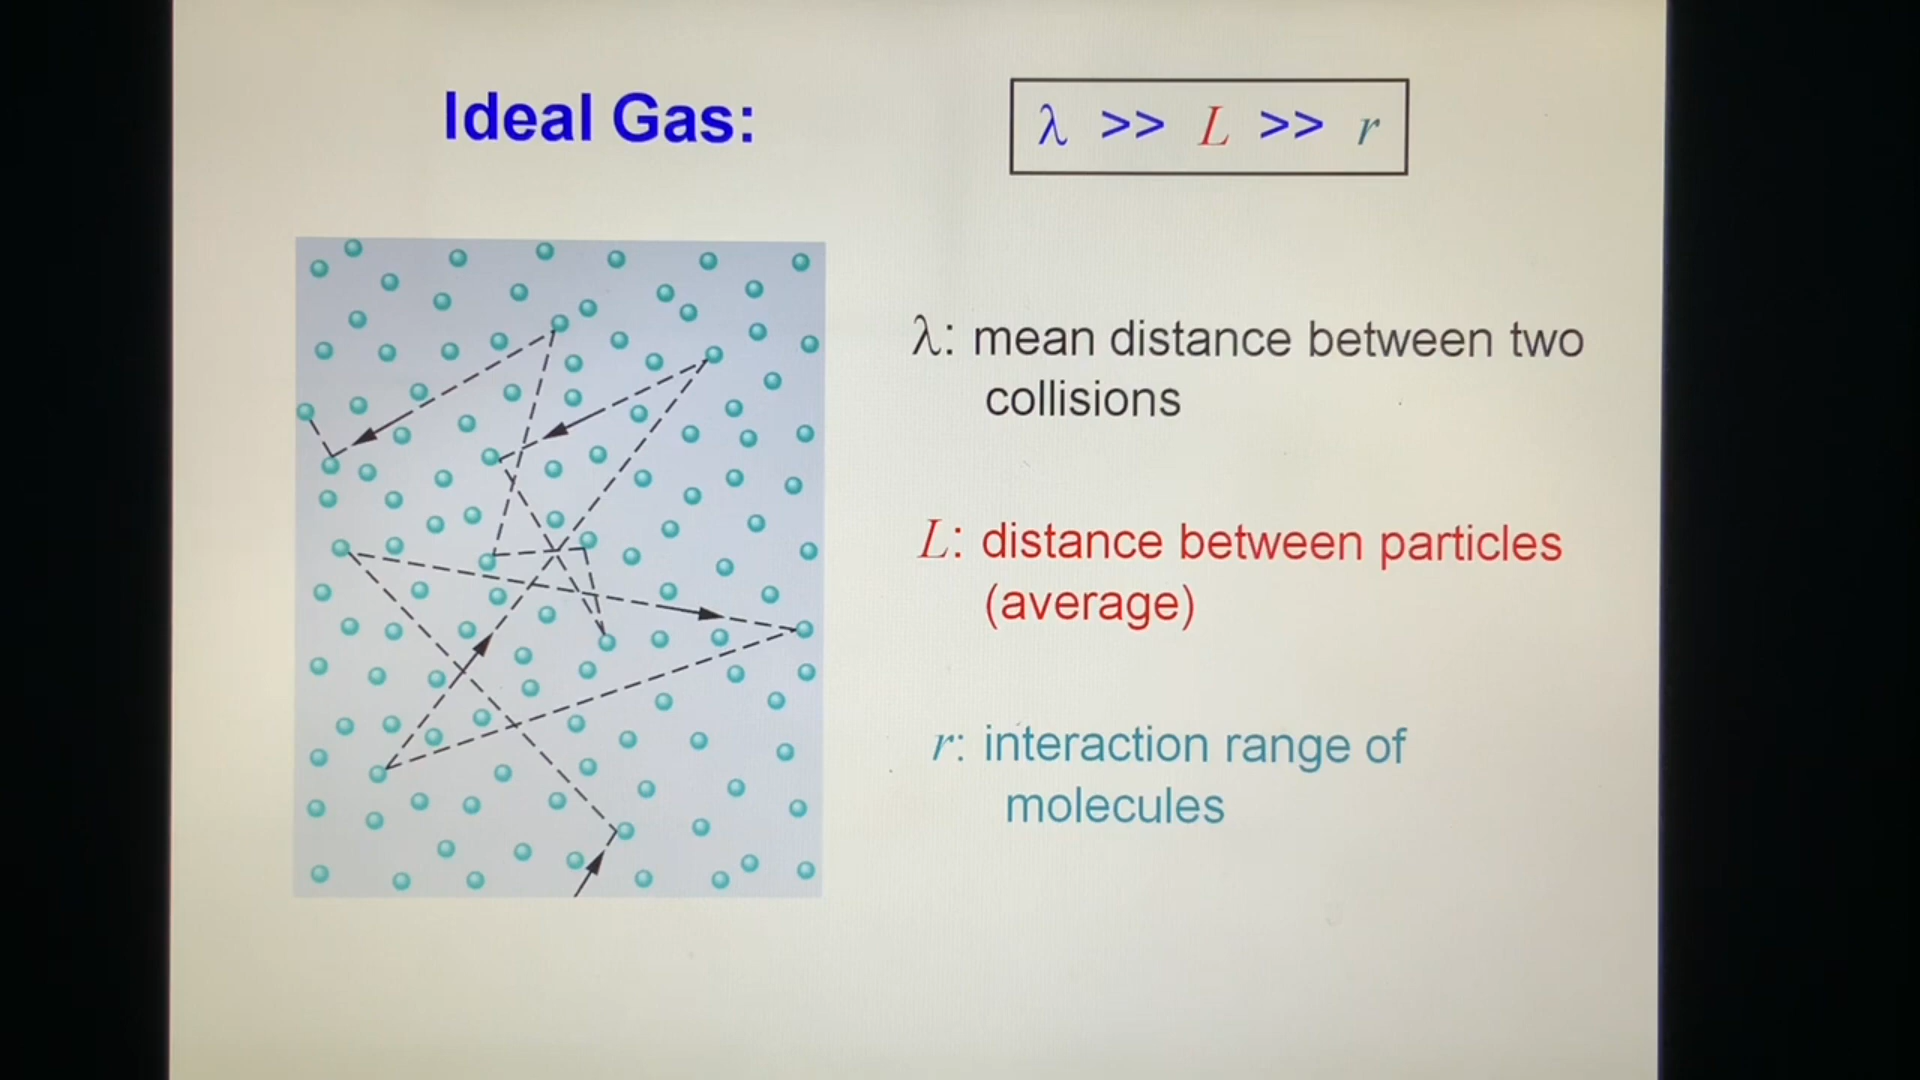 Ideal Gas:
λ >> L >> r
λ: mean distance between two
collisions
L: distance between particles
(average)
r: interaction range of
molecules